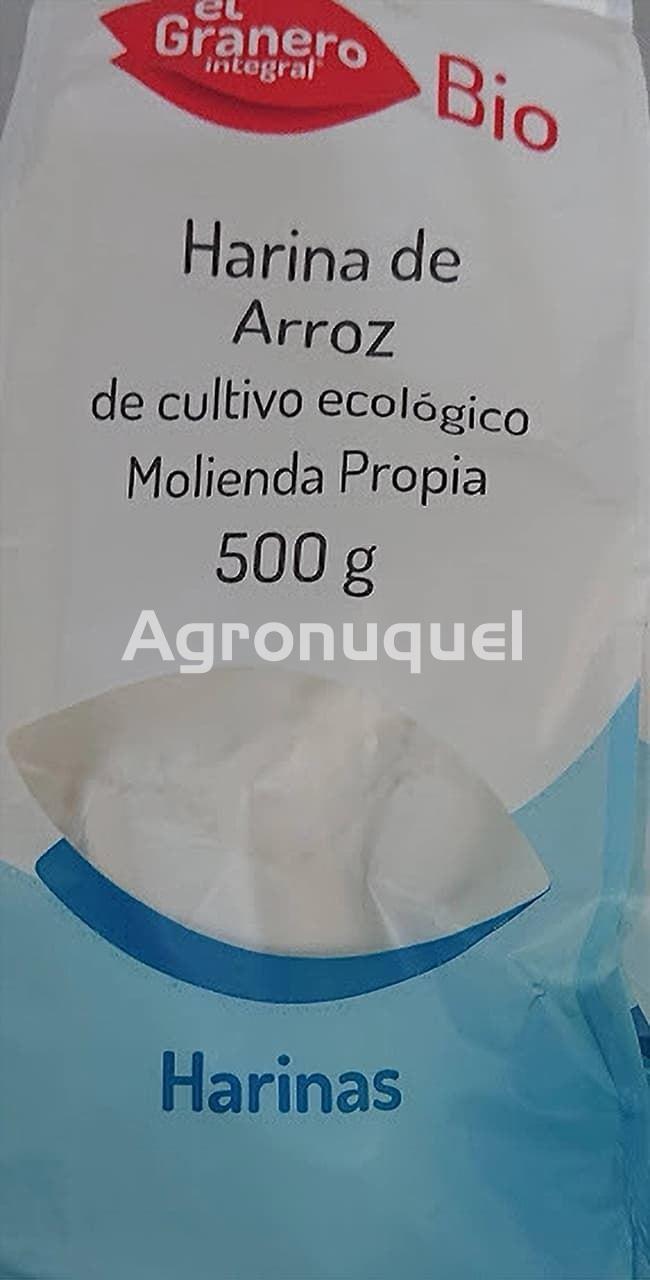 el
Granero
integral
Bio
Harina de
Arroz
de cultivo ecológico
Molienda Propia
500 g
Agronuquel
Harinas